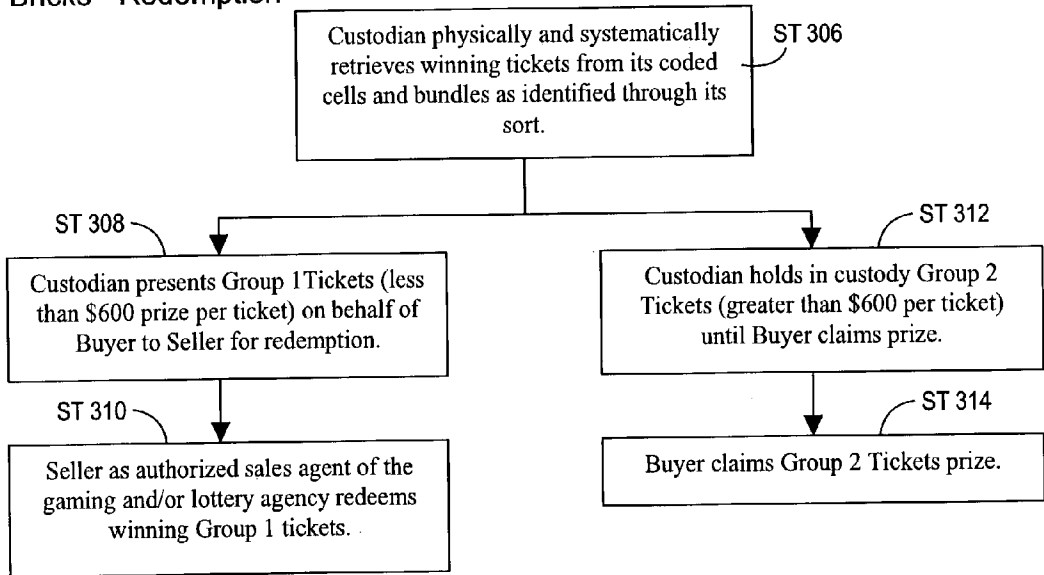 Bricks - Redemption
Custodian physically and systematically
retrieves winning tickets from its coded
cells and bundles as identified through its
sort.
ST 306
ST 308
Custodian presents Group 1Tickets (less
than $600 prize per ticket) on behalf of
Buyer to Seller for redemption.
ST 310
Seller as authorized sales agent of the
gaming and/or lottery agency redeems
winning Group 1 tickets.
ST 312
Custodian holds in custody Group 2
Tickets (greater than $600 per ticket)
until Buyer claims prize.
ST 314
Buyer claims Group 2 Tickets prize.